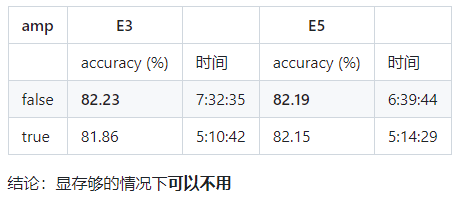 amp E3 E5
accuracy (%) 时间 accuracy (%) 时间
false 82.23 7:32:35 82.19 6:39:44
true 81.86 5:10:42 82.15 5:14:29
结论：显存够的情况下可以不用